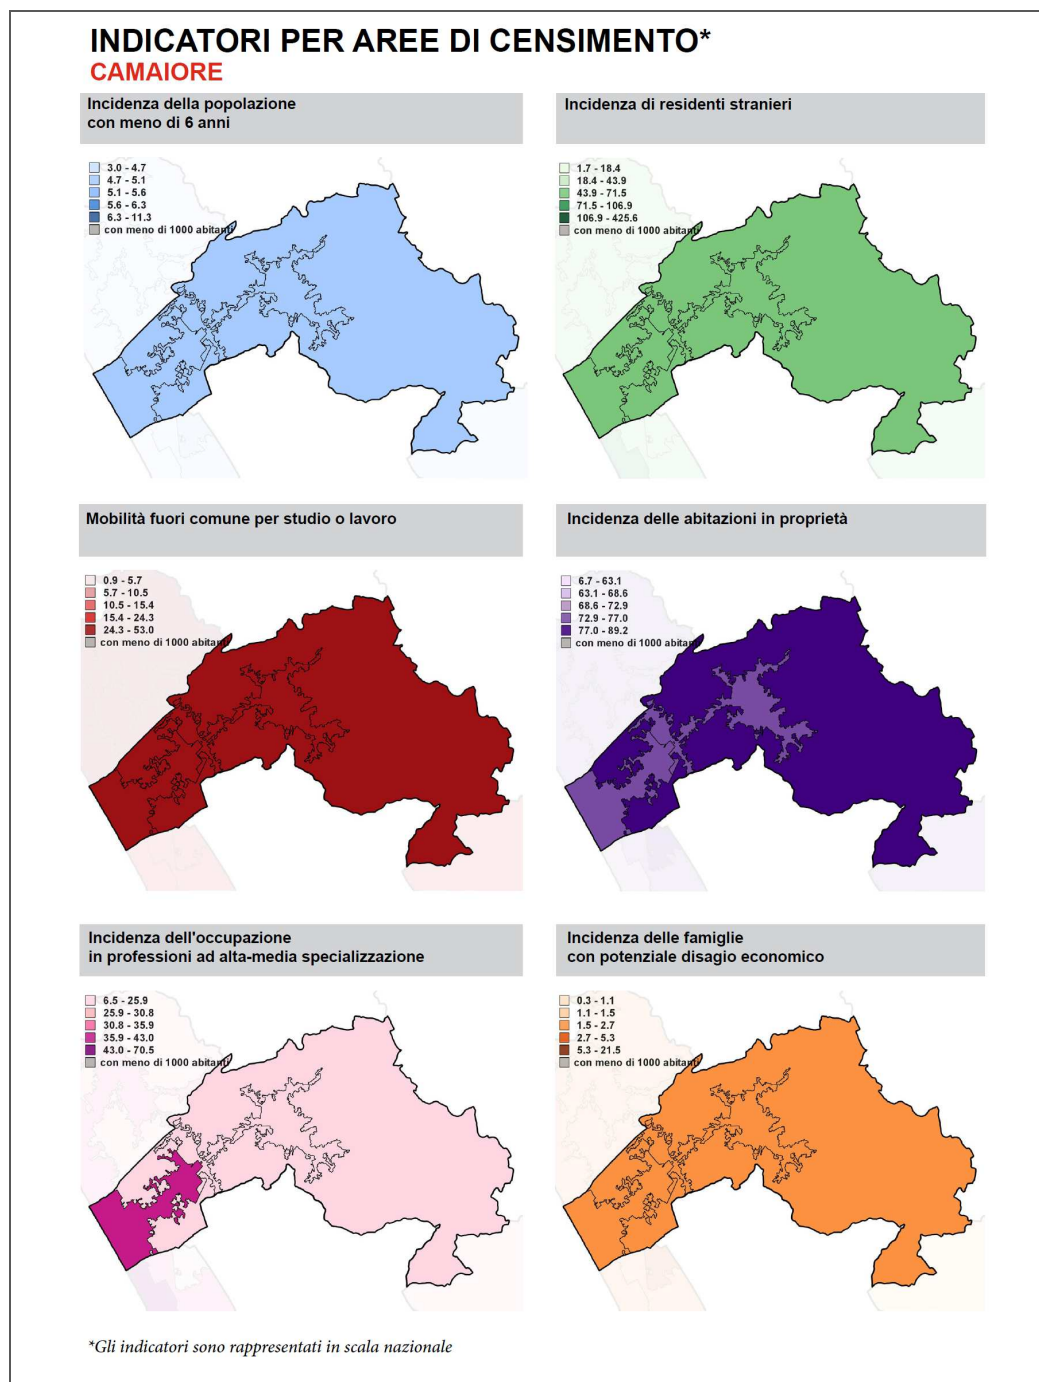 INDICATORI PER AREE DI CENSIMENTO*
CAMAIORE
Incidenza della popolazione
con meno di 6 anni
3.0 - 4.7
4.7 - 5.1
5.1 - 5.6
5.6 - 6.3
6.3 - 11.3
con meno di 1000 abitanti
Incidenza di residenti stranieri
1.7 - 18.4
18.4 - 43.9
43.9 - 71.5
71.5 - 106.9
106.9 - 425.6
con meno di 1000 abitanti
Mobilità fuori comune per studio o lavoro
0.9 - 5.7
5.7 - 10.5
10.5 - 15.4
15.4 - 24.3
24.3 - 53.0
con meno di 1000 abitanti
Incidenza delle abitazioni in proprietà
6.7 - 63.1
63.1 - 68.6
68.6 - 72.9
72.9 - 77.0
77.0 - 89.2
con meno di 1000 abitanti
Incidenza dell'occupazione
in professioni ad alta-media specializzazione
6.5 - 25.9
25.9 - 30.8
30.8 - 35.9
35.9 - 43.0
43.0 - 70.5
con meno di 1000 abitanti
Incidenza delle famiglie
con potenziale disagio economico
0.3 - 1.1
1.1 - 1.5
1.5 - 2.7
2.7 - 5.3
5.3 - 21.5
con meno di 1000 abitanti
*Gli indicatori sono rappresentati in scala nazionale